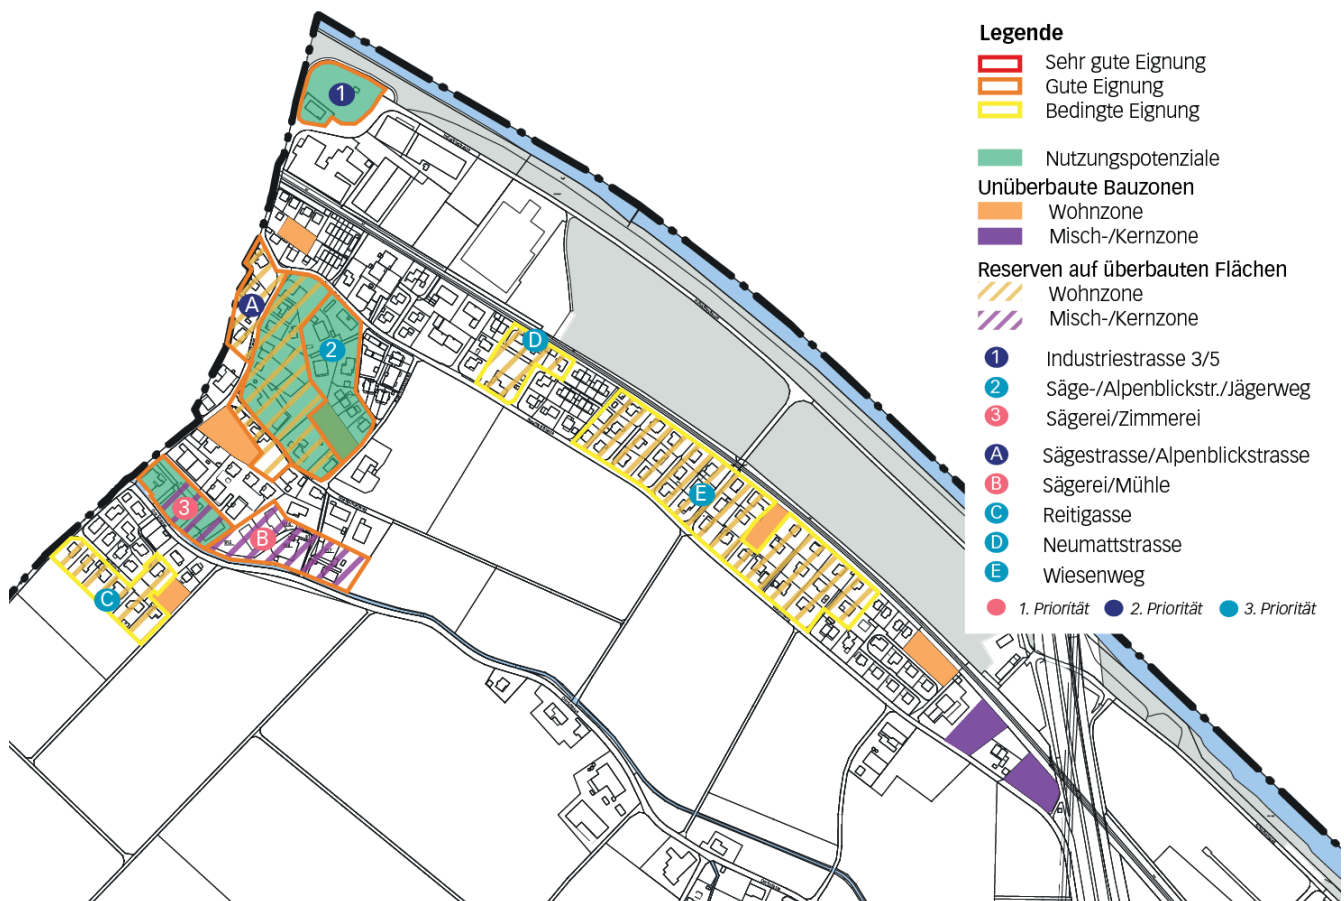 Legende
Sehr gute Eignung
Gute Eignung
Bedingte Eignung
Nutzungspotenziale
Unüberbaute Bauzonen
Wohnzone
Misch-/Kernzone
Reserven auf überbauten Flächen
Wohnzone
Misch-/Kernzone
1 Industriestrasse 3/5
2 Säge-/Alpenblickstr./Jägerweg
3 Sägerei/Zimmerei
A Sägestrasse/Alpenblickstrasse
B Sägerei/Mühle
C Reitigasse
D Neumattstrasse
E Wiesenweg
1. Priorität 2. Priorität 3. Priorität
1
A
2
D
3
B
E
C